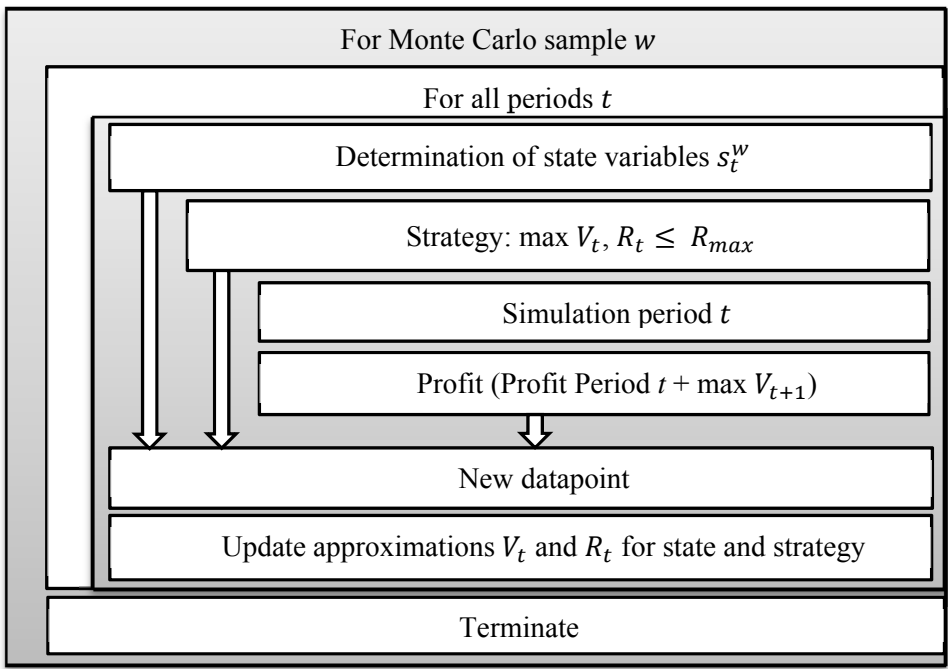 For Monte Carlo sample w
For all periods t
Determination of state variables s_t^w
Strategy: max V_t, R_t ≤ R_max
Simulation period t
Profit (Profit Period t + max V_{t+1})
New datapoint
Update approximations V_t and R_t for state and strategy
Terminate